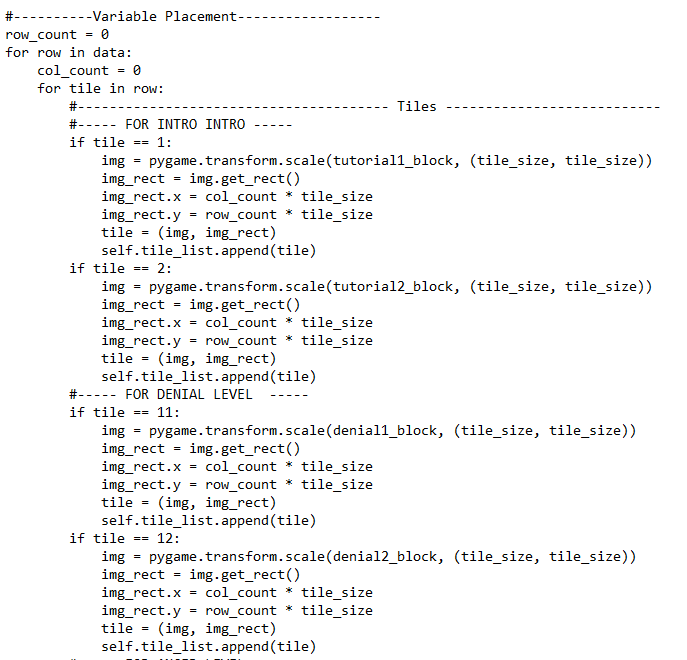 #----------Variable Placement------------------
row_count = 0
for row in data:
    col_count = 0
    for tile in row:
        #--------------------------------------- Tiles ---------------------------
        #----- FOR INTRO INTRO -----
        if tile == 1:
            img = pygame.transform.scale(tutorial1_block, (tile_size, tile_size))
            img_rect = img.get_rect()
            img_rect.x = col_count * tile_size
            img_rect.y = row_count * tile_size
            tile = (img, img_rect)
            self.tile_list.append(tile)
        if tile == 2:
            img = pygame.transform.scale(tutorial2_block, (tile_size, tile_size))
            img_rect = img.get_rect()
            img_rect.x = col_count * tile_size
            img_rect.y = row_count * tile_size
            tile = (img, img_rect)
            self.tile_list.append(tile)
        #----- FOR DENIAL LEVEL  -----
        if tile == 11:
            img = pygame.transform.scale(denial1_block, (tile_size, tile_size))
            img_rect = img.get_rect()
            img_rect.x = col_count * tile_size
            img_rect.y = row_count * tile_size
            tile = (img, img_rect)
            self.tile_list.append(tile)
        if tile == 12:
            img = pygame.transform.scale(denial2_block, (tile_size, tile_size))
            img_rect = img.get_rect()
            img_rect.x = col_count * tile_size
            img_rect.y = row_count * tile_size
            tile = (img, img_rect)
            self.tile_list.append(tile)